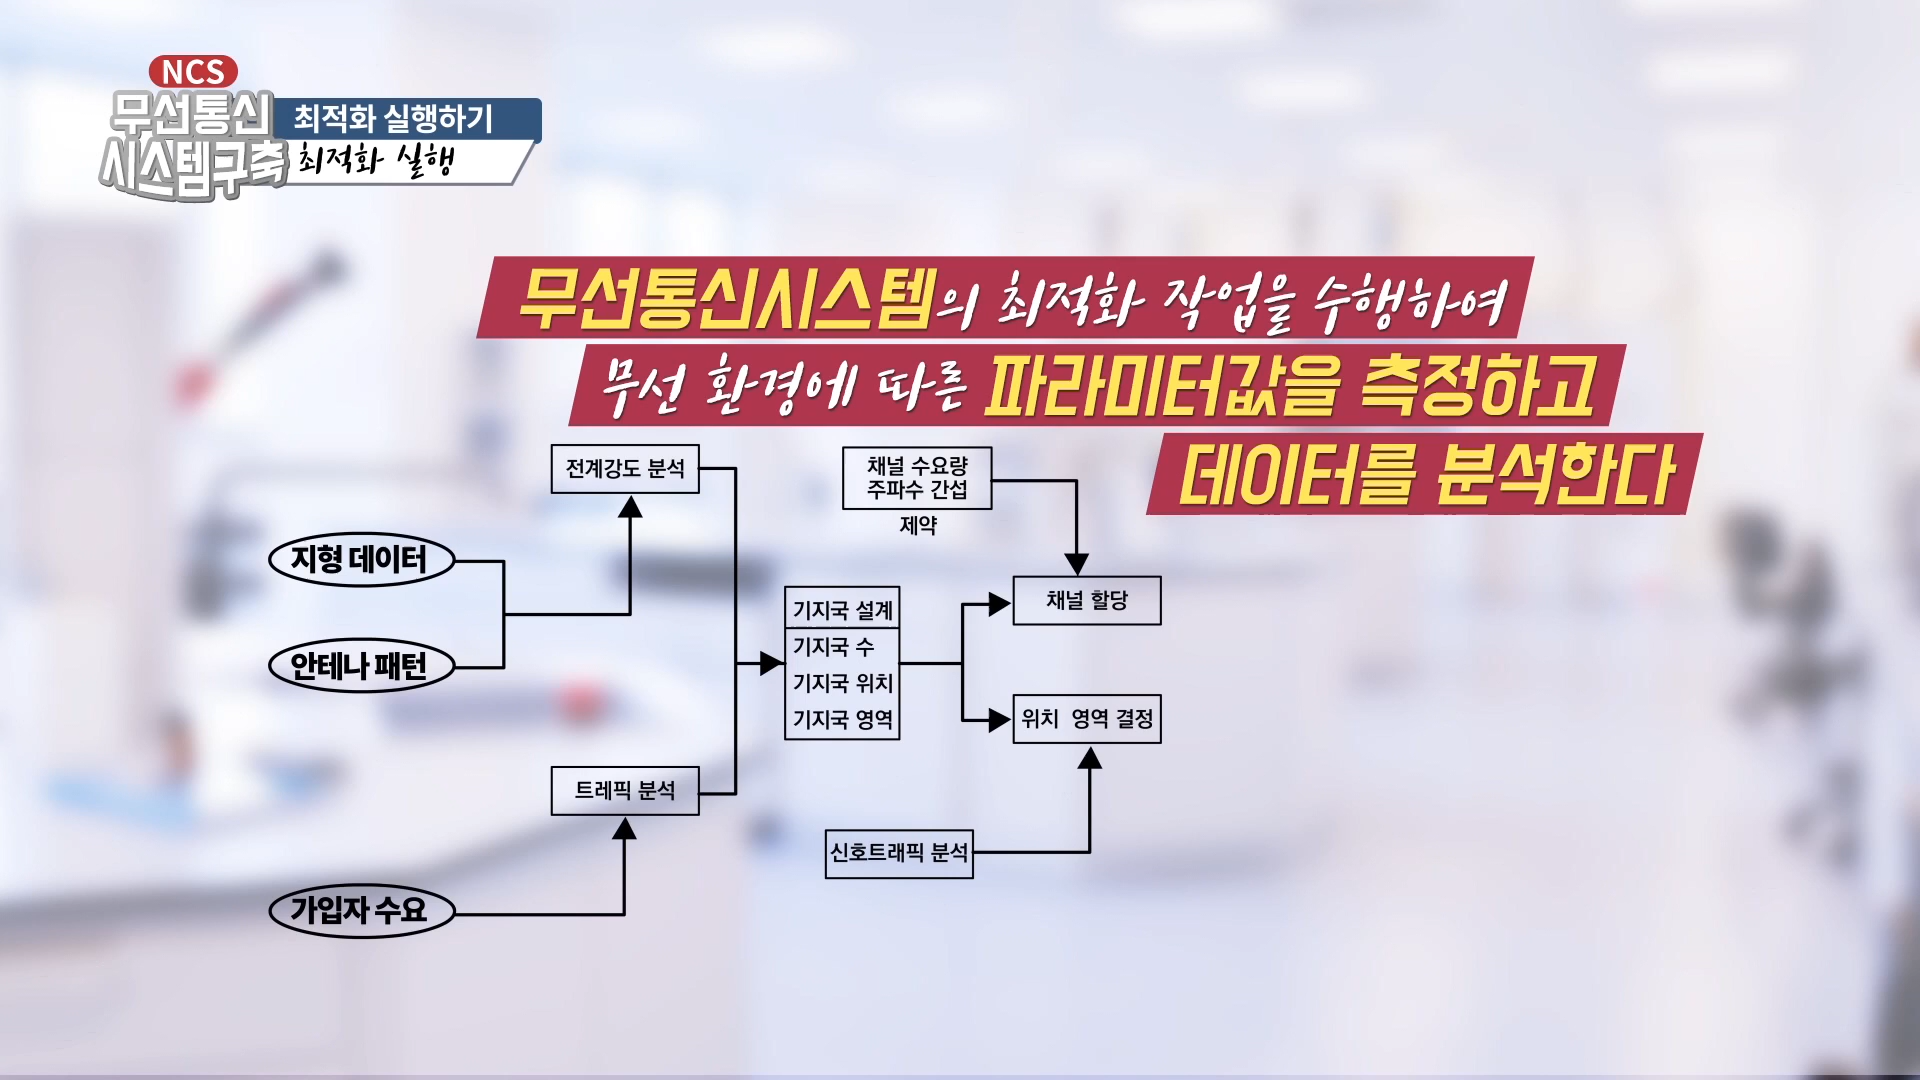 NCS
무선통신
시스템구축
최적화 실행하기
최적화 실행
무선통신시스템의 최적화 작업을 수행하여
무선 환경에 따른 파라미터값을 측정하고
데이터를 분석한다
전계강도 분석
채널 수요량
주파수 간섭
제약
지형 데이터
안테나 패턴
기지국 설계
기지국 수
기지국 위치
기지국 영역
채널 할당
위치 영역 결정
트레픽 분석
신호트래픽 분석
가입자 수요